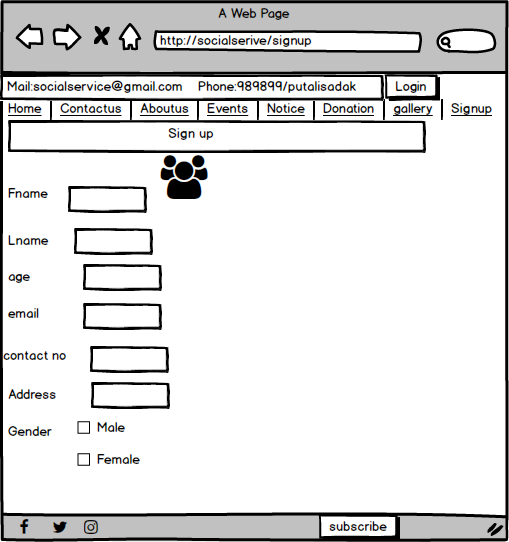 A Web Page
http://socialserive/signup
Mail:socialservice@gmail.com Phone:989899/putalisadak Login
Home Contactus Aboutus Events Notice Donation gallery Signup
Sign up
Fname
Lname
age
email
contact no
Address
Gender Male
Female
subscribe